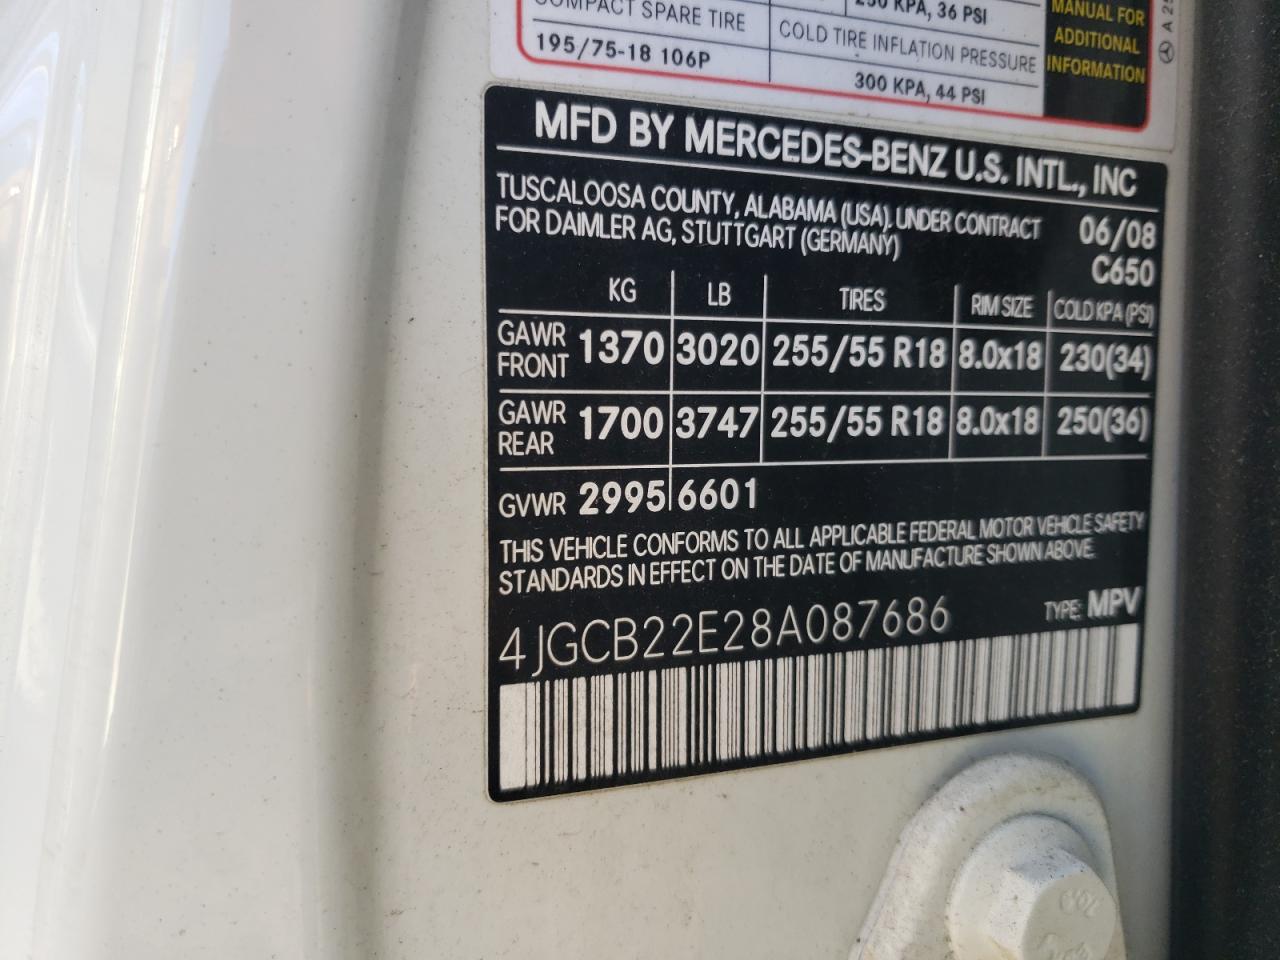 250 KPA, 36 PSI
COMPACT SPARE TIRE
COLD TIRE INFLATION PRESSURE
195/75-18 106P
300 KPA, 44 PSI
MANUAL FOR
ADDITIONAL
INFORMATION
A 25
MFD BY MERCEDES-BENZ U.S. INTL., INC
TUSCALOOSA COUNTY, ALABAMA (USA). UNDER CONTRACT
FOR DAIMLER AG, STUTTGART (GERMANY)
06/08
C650
KG LB TIRES RIM SIZE COLD KPA (PSI)
GAWR FRONT 1370 3020 255/55 R18 8.0x18 230(34)
GAWR REAR 1700 3747 255/55 R18 8.0x18 250(36)
GVWR 2995 6601
THIS VEHICLE CONFORMS TO ALL APPLICABLE FEDERAL MOTOR VEHICLE SAFETY
STANDARDS IN EFFECT ON THE DATE OF MANUFACTURE SHOWN ABOVE.
4JGCB22E28A087686 TYPE: MPV